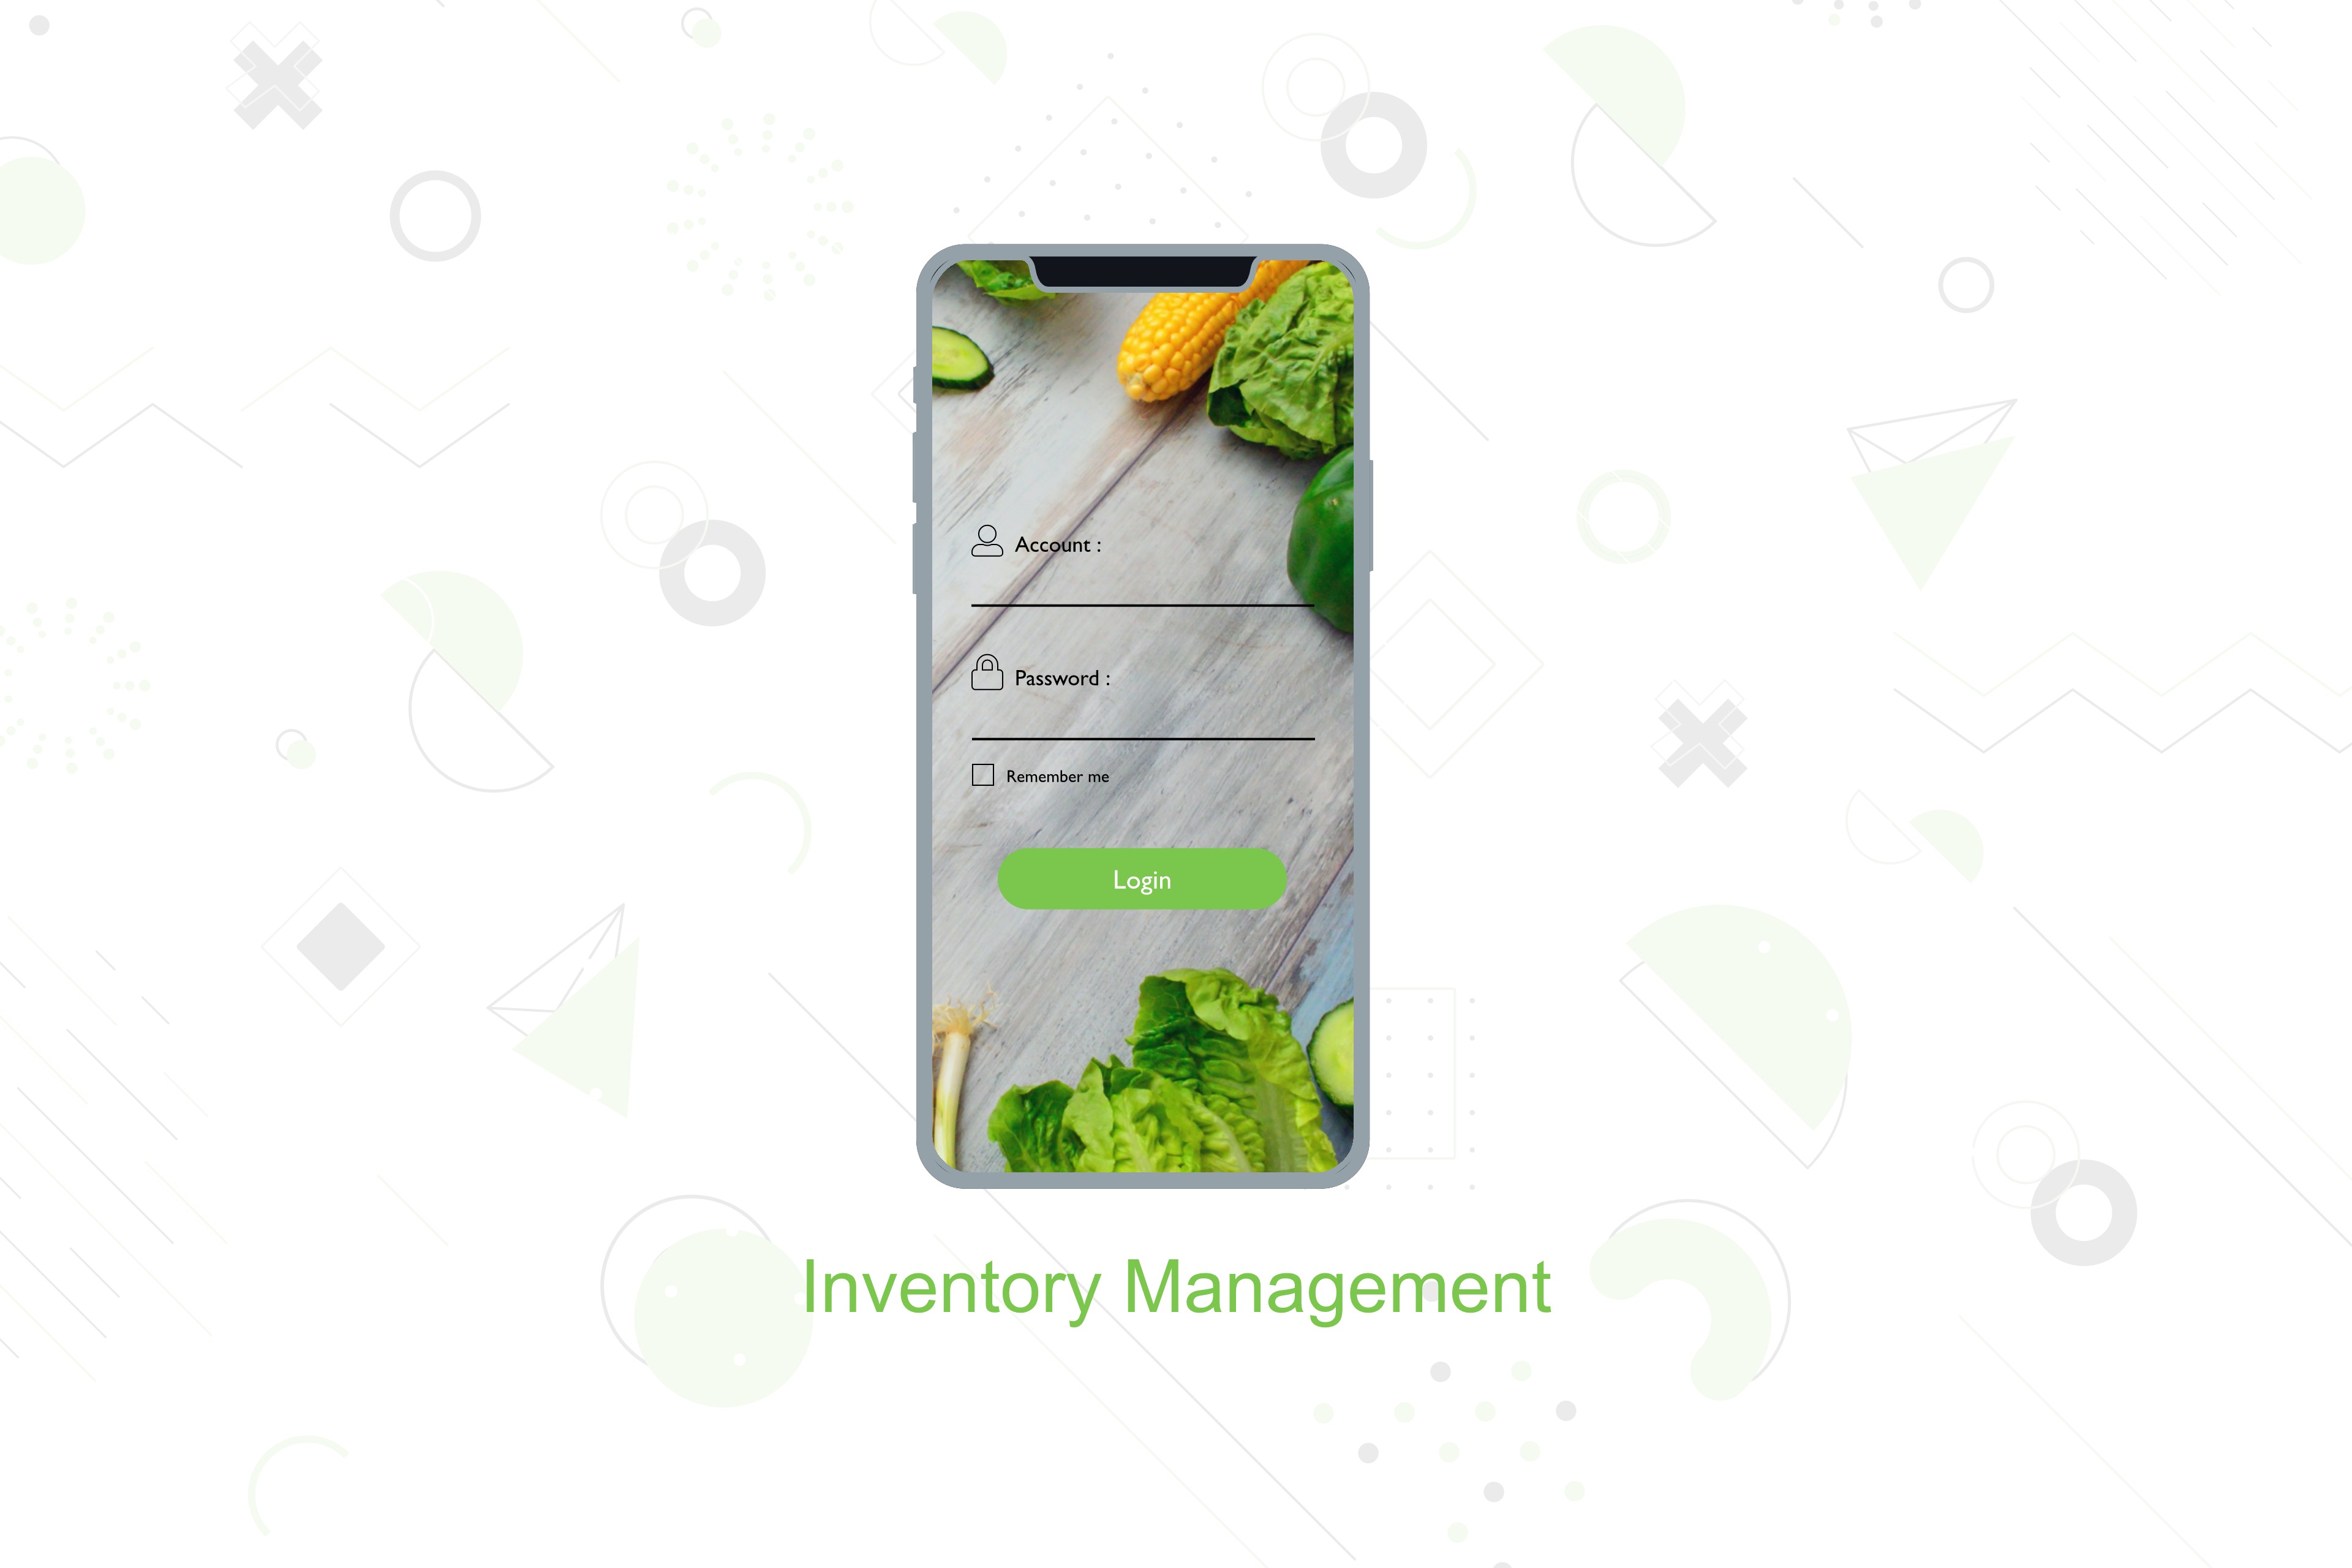 Account :
Password :
Remember me
Login
Inventory Management